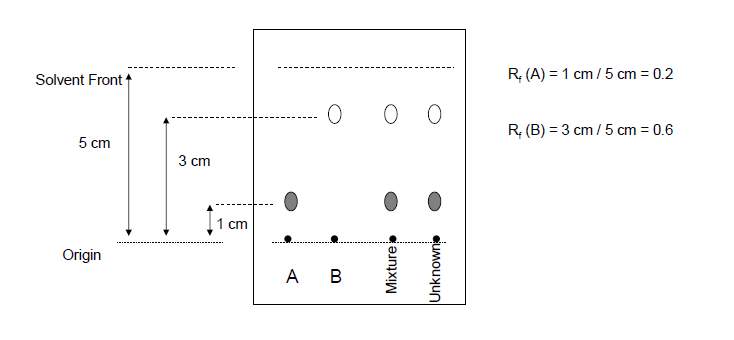 Solvent Front
5 cm
3 cm
1 cm
Origin
A
B
Mixture
Unknown
Rf (A) = 1 cm / 5 cm = 0.2
Rf (B) = 3 cm / 5 cm = 0.6